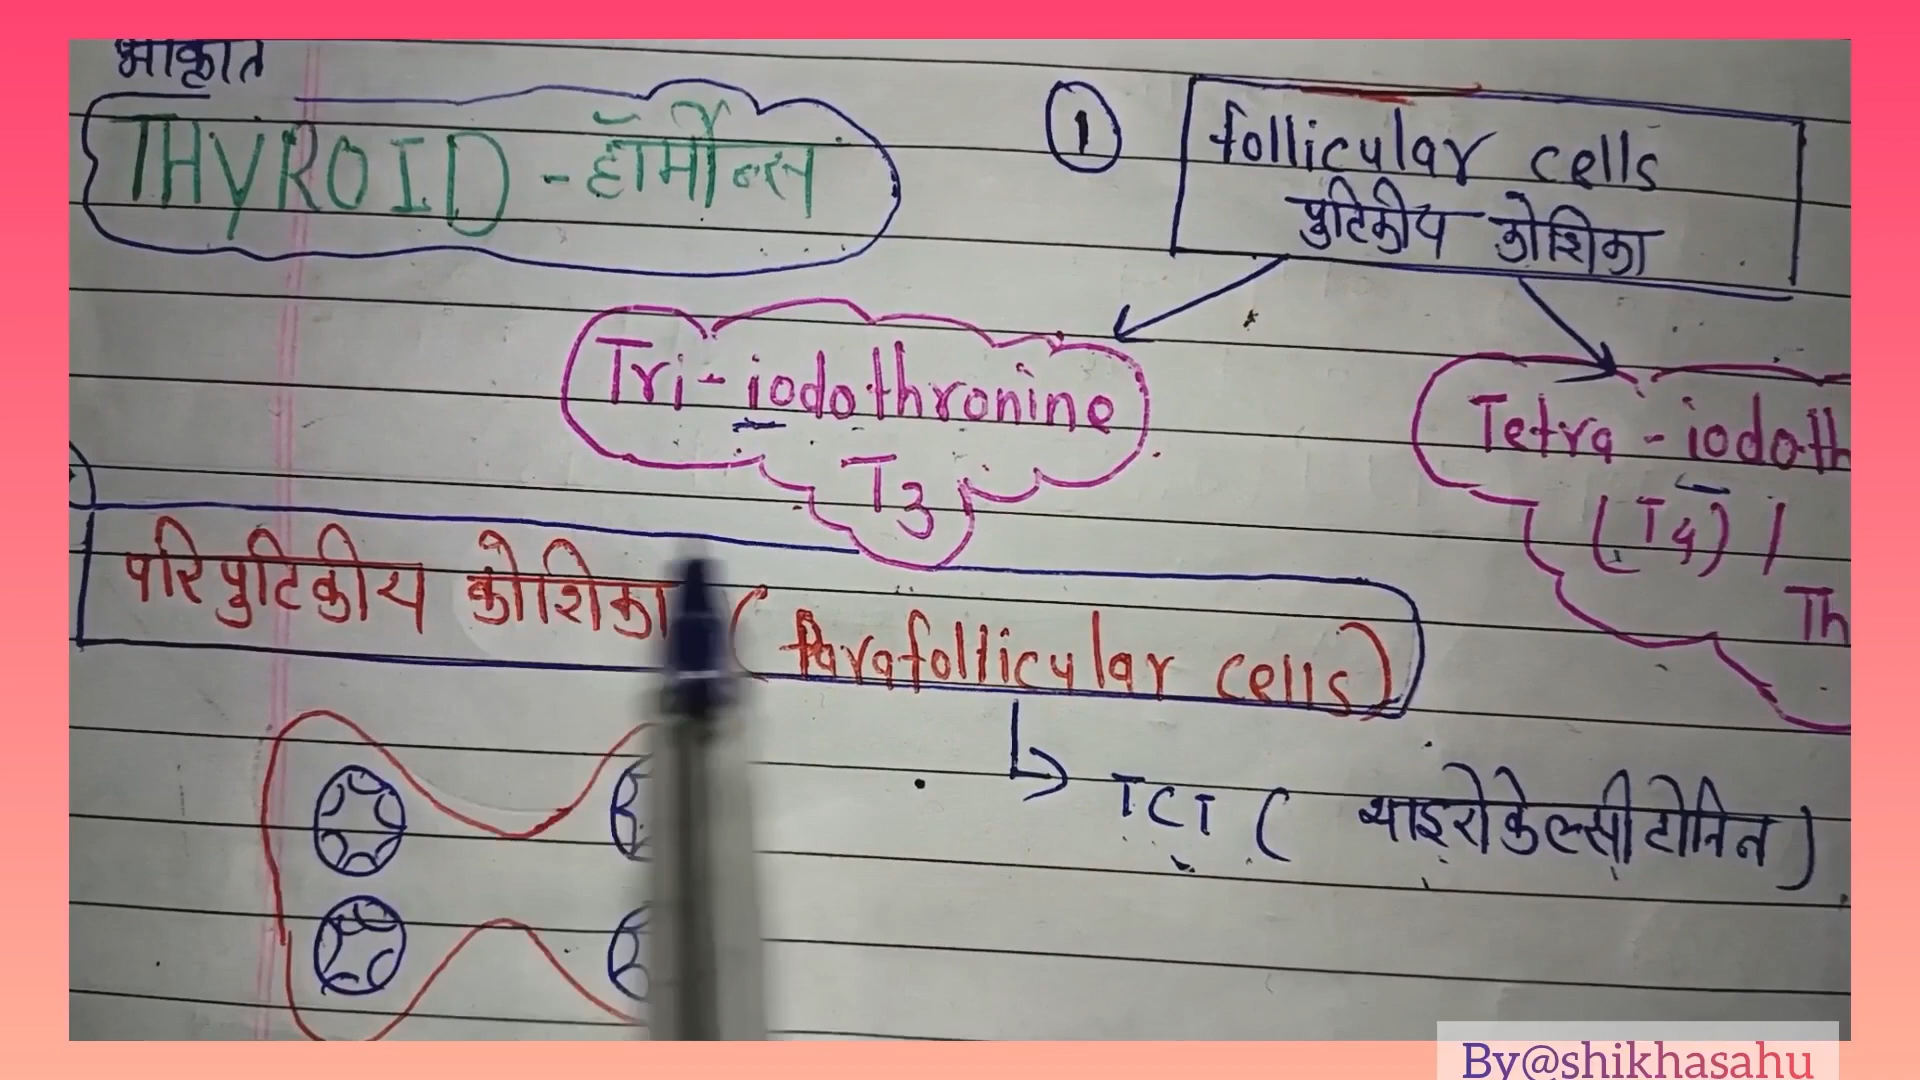 THYROID - हॉर्मोन्स
1
follicular cells
पुटिकीय कोशिका
Tri-iodothronine
T3
Tetra-iodoth
(T4) /
Th
परिपुटिकीय कोशिका ( Parafollicular cells)
TCT ( थाइरोकेल्सीटोनिन )
By@shikhasahu